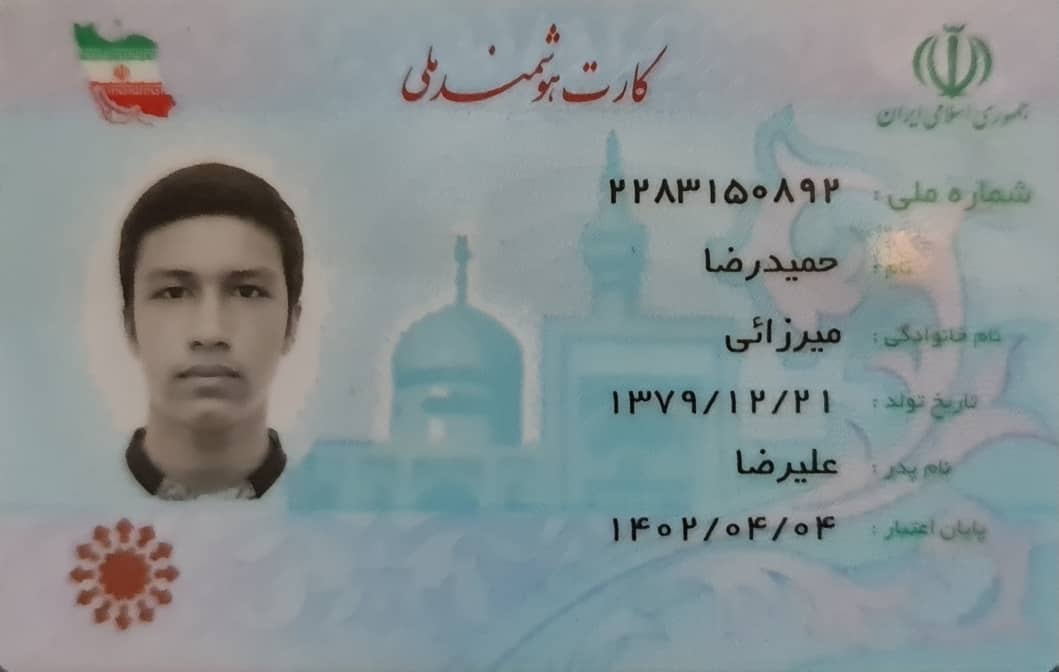 کارت هوشمند ملی
جمهوری اسلامی ایران
شماره ملی: ۲۲۸۳۱۵۰۸۹۲
نام: حمیدرضا
نام خانوادگی: میرزائی
تاریخ تولد: ۱۳۷۹/۱۲/۲۱
نام پدر: علیرضا
پایان اعتبار: ۱۴۰۲/۰۴/۰۴